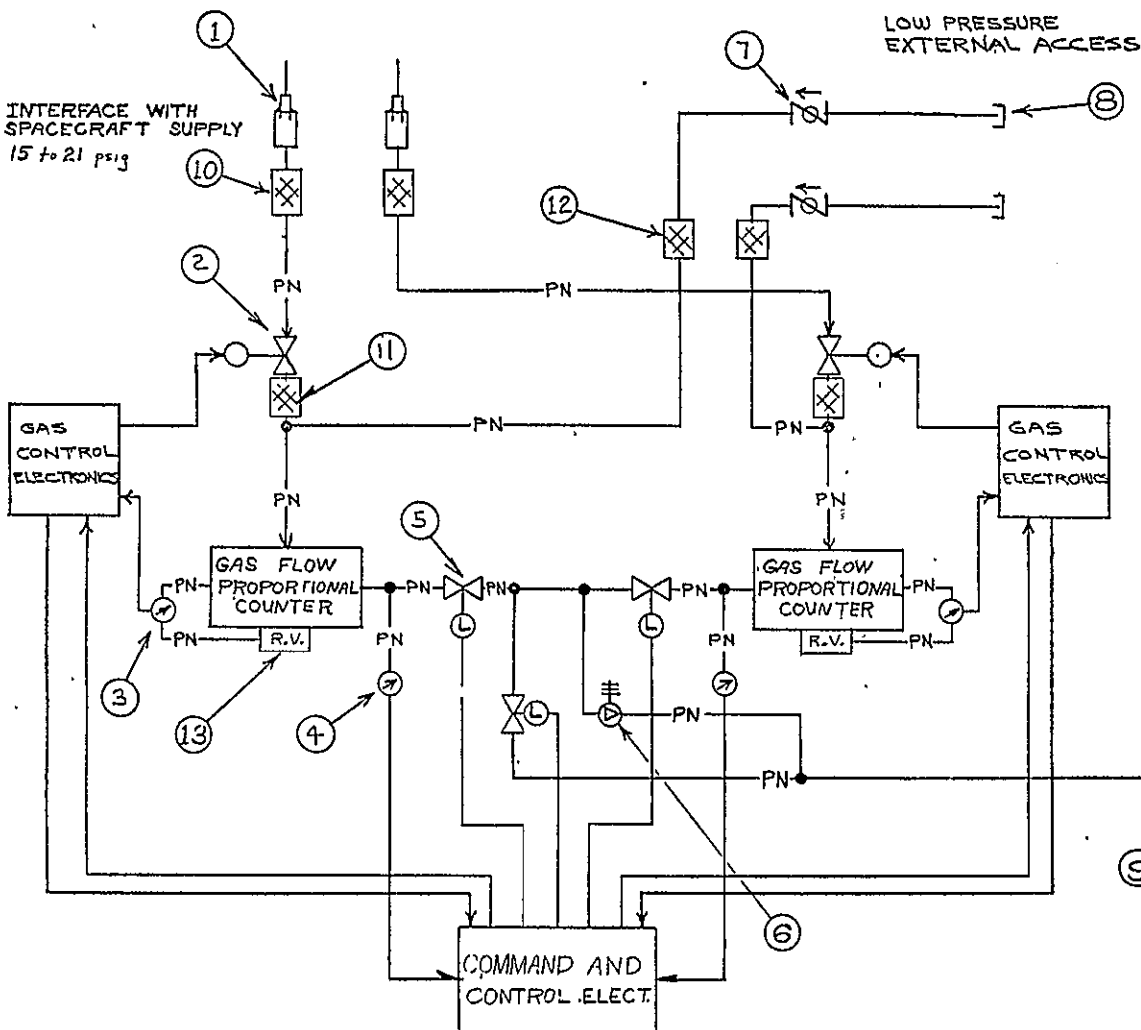 LOW PRESSURE
EXTERNAL ACCESS
1
7
8
INTERFACE WITH
SPACECRAFT SUPPLY
15 to 21 psig
10
12
2
PN
PN
11
GAS
CONTROL
ELECTRONICS
PN
PN
GAS
CONTROL
ELECTRONICS
PN
PN
5
GAS FLOW
PROPORTIONAL
COUNTER
GAS FLOW
PROPORTIONAL
COUNTER
PN
PN
PN
PN
PN
R.V.
L
L
R.V.
PN
PN
PN
PN
3
13
4
L
PN
PN
6
COMMAND AND
CONTROL ELECT.